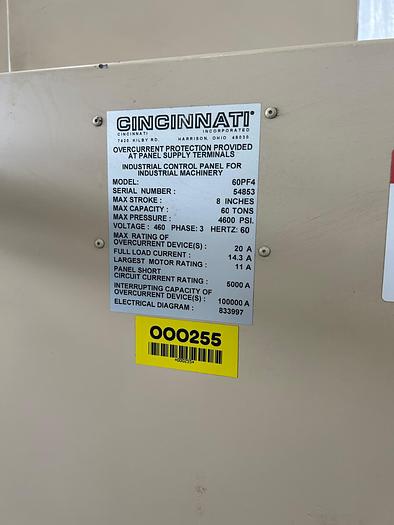 CINCINNATI®
CINCINNATI INCORPORATED
7420 KILBY RD. HARRISON, OHIO 45030
OVERCURRENT PROTECTION PROVIDED
AT PANEL SUPPLY TERMINALS
INDUSTRIAL CONTROL PANEL FOR
INDUSTRIAL MACHINERY
MODEL: 60PF4
SERIAL NUMBER : 54853
MAX STROKE : 8 INCHES
MAX CAPACITY : 60 TONS
MAX PRESSURE : 4600 PSI.
VOLTAGE : 460 PHASE: 3 HERTZ: 60
MAX RATING OF
OVERCURRENT DEVICE(S) : 20 A
FULL LOAD CURRENT : 14.3 A
LARGEST MOTOR RATING : 11 A
PANEL SHORT
CIRCUIT CURRENT RATING : 5000 A
INTERRUPTING CAPACITY OF
OVERCURRENT DEVICE(S) : 100000 A
ELECTRICAL DIAGRAM : 833997
000255
*000255*